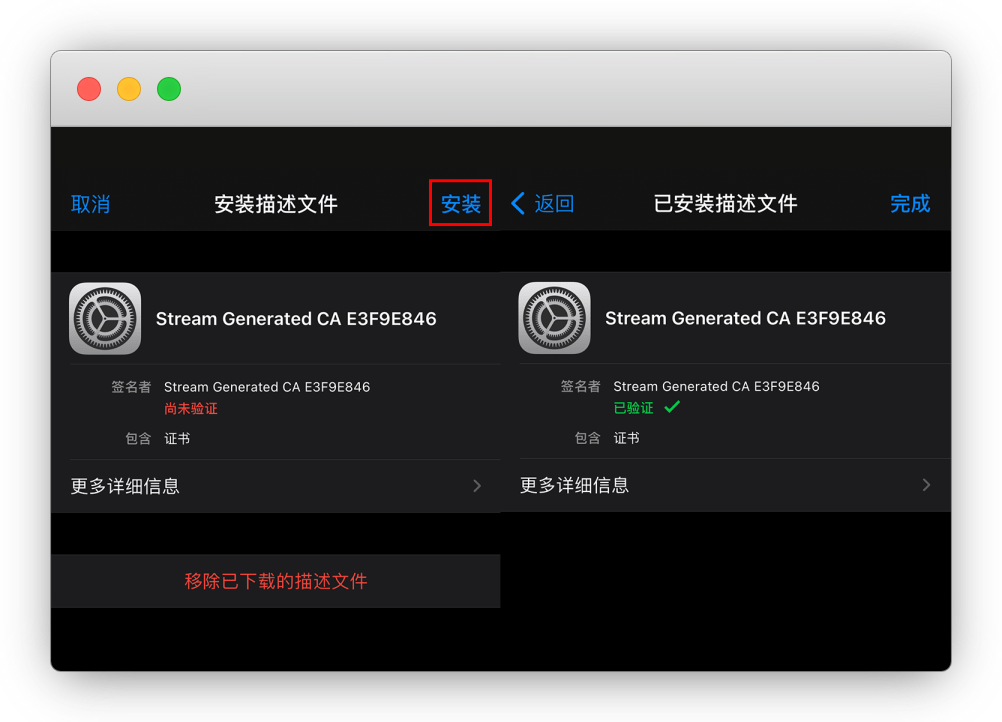 取消
安装描述文件
安装
Stream Generated CA E3F9E846
签名者 Stream Generated CA E3F9E846
尚未验证
包含 证书
更多详细信息
移除已下载的描述文件
返回
已安装描述文件
完成
Stream Generated CA E3F9E846
签名者 Stream Generated CA E3F9E846
已验证
包含 证书
更多详细信息